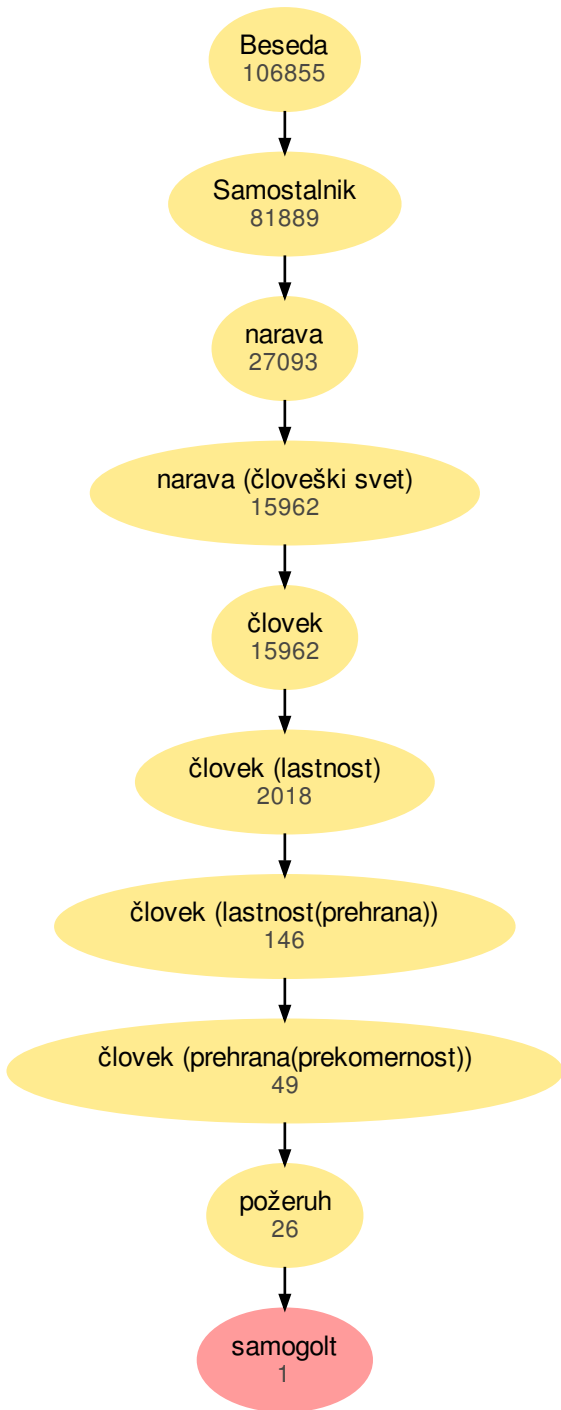 Beseda
106855
Samostalnik
81889
narava
27093
narava (človeški svet)
15962
človek
15962
človek (lastnost)
2018
človek (lastnost(prehrana))
146
človek (prehrana(prekomernost))
49
požeruh
26
samogolt
1